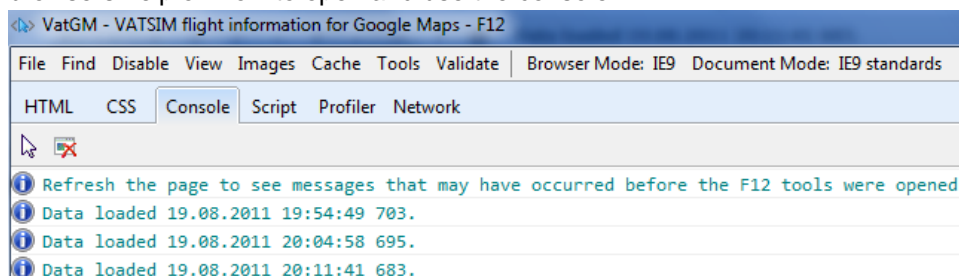 VatGM - VATSIM flight information for Google Maps - F12
File Find Disable View Images Cache Tools Validate Browser Mode: IE9 Document Mode: IE9 standards
HTML CSS Console Script Profiler Network
Refresh the page to see messages that may have occurred before the F12 tools were opened
Data loaded 19.08.2011 19:54:49 703.
Data loaded 19.08.2011 20:04:58 695.
Data loaded 19.08.2011 20:11:41 683.